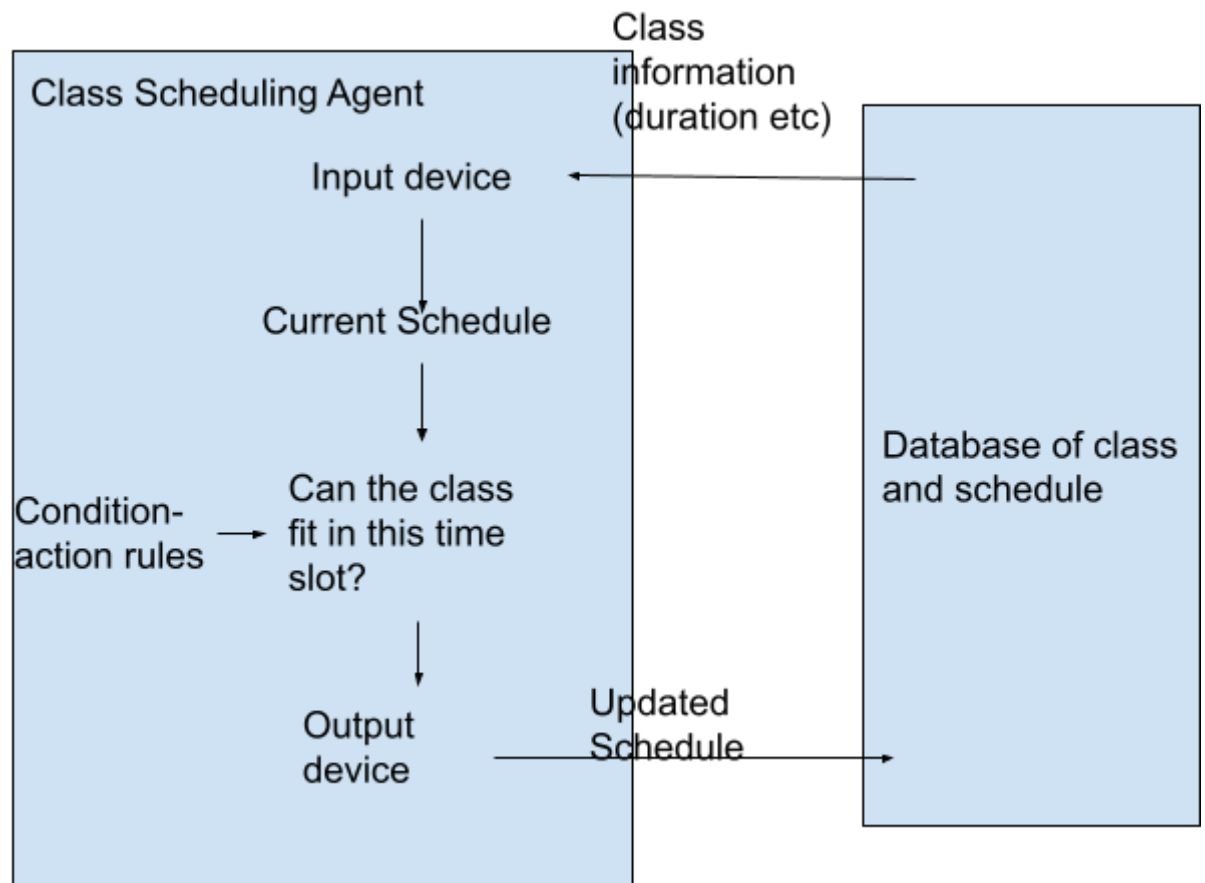 Class
information
(duration etc)
Class Scheduling Agent
Input device
Current Schedule
Can the class
fit in this time
slot?
Condition-
action rules
Database of class
and schedule
Output
device
Updated
Schedule